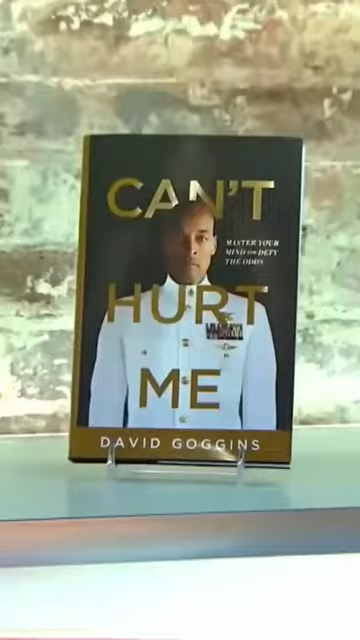 CAN'T
MASTER YOUR
MIND AND DEFY
THE ODDS
HURT
ME
DAVID GOGGINS